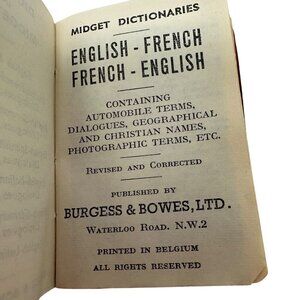 MIDGET DICTIONARIES
ENGLISH - FRENCH
FRENCH - ENGLISH
CONTAINING
AUTOMOBILE TERMS,
DIALOGUES, GEOGRAPHICAL
AND CHRISTIAN NAMES,
PHOTOGRAPHIC TERMS, ETC.
REVISED AND CORRECTED
PUBLISHED BY
BURGESS & BOWES, LTD.
WATERLOO ROAD. N.W.2
PRINTED IN BELGIUM
ALL RIGHTS RESERVED